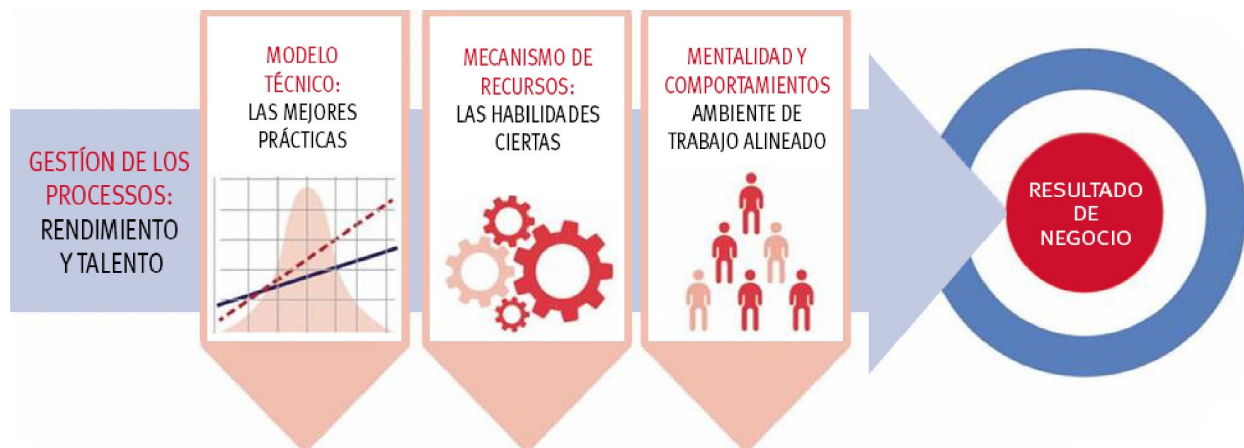 GESTÍON DE LOS
PROCESSOS:
RENDIMIENTO
Y TALENTO
MODELO
TÉCNICO:
LAS MEJORES
PRÁCTICAS
MECANISMO DE
RECURSOS:
LAS HABILIDADES
CIERTAS
MENTALIDAD Y
COMPORTAMIENTOS
AMBIENTE DE
TRABAJO ALINEADO
RESULTADO
DE
NEGOCIO